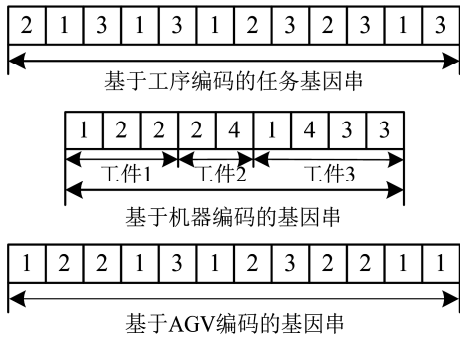 2 1 3 1 3 1 3 2 3 3 1 3
基于工序编码的任务基因串
1 2 2 2 4 1 4 3 3
工件1 工件2 工件3
基于机器编码的基因串
1 2 2 1 3 1 2 3 2 2 1 1
基于AGV编码的基因串